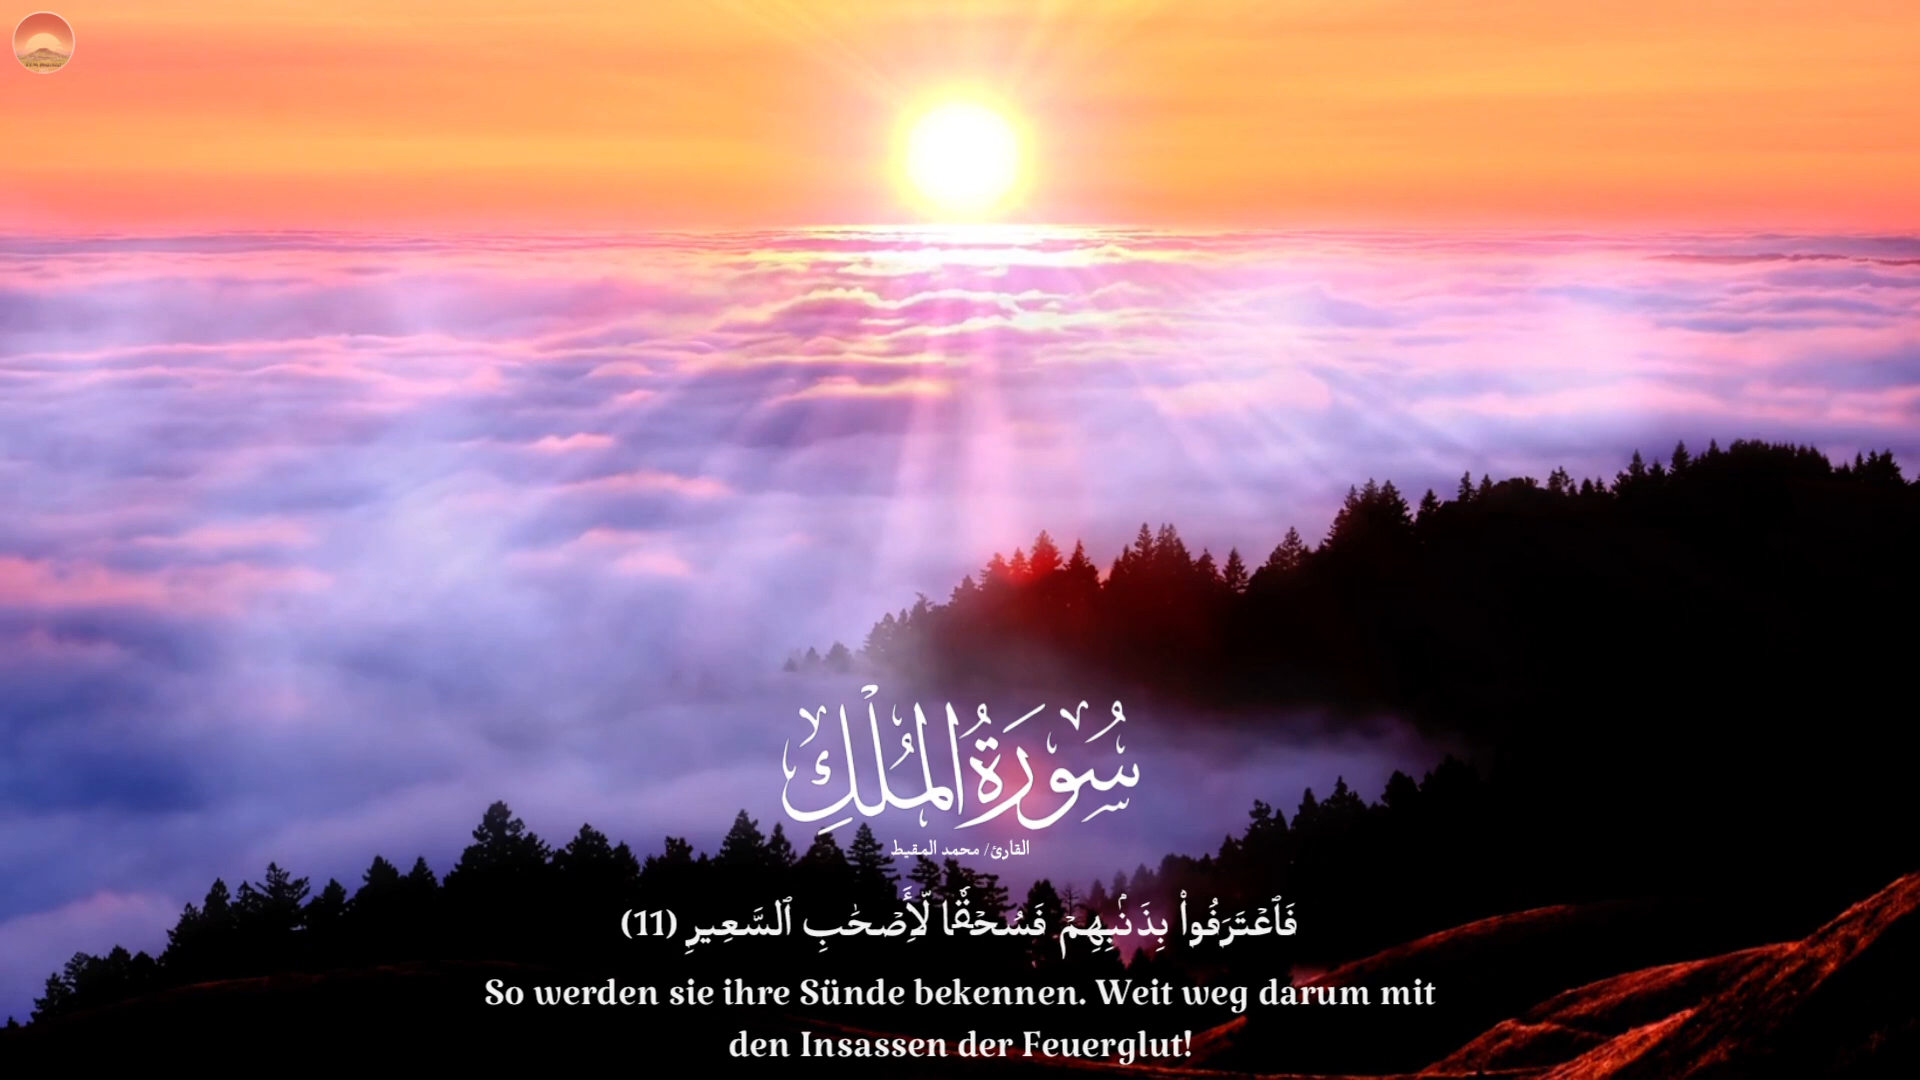 سُورَةُ المُلْكِ
القارئ/ محمد المقيط
فَٱعۡتَرَفُواْ بِذَنۢبِهِمۡ فَسُحۡقٗا لِّأَصۡحَٰبِ ٱلسَّعِيرِ (11)
So werden sie ihre Sünde bekennen. Weit weg darum mit
den Insassen der Feuerglut!